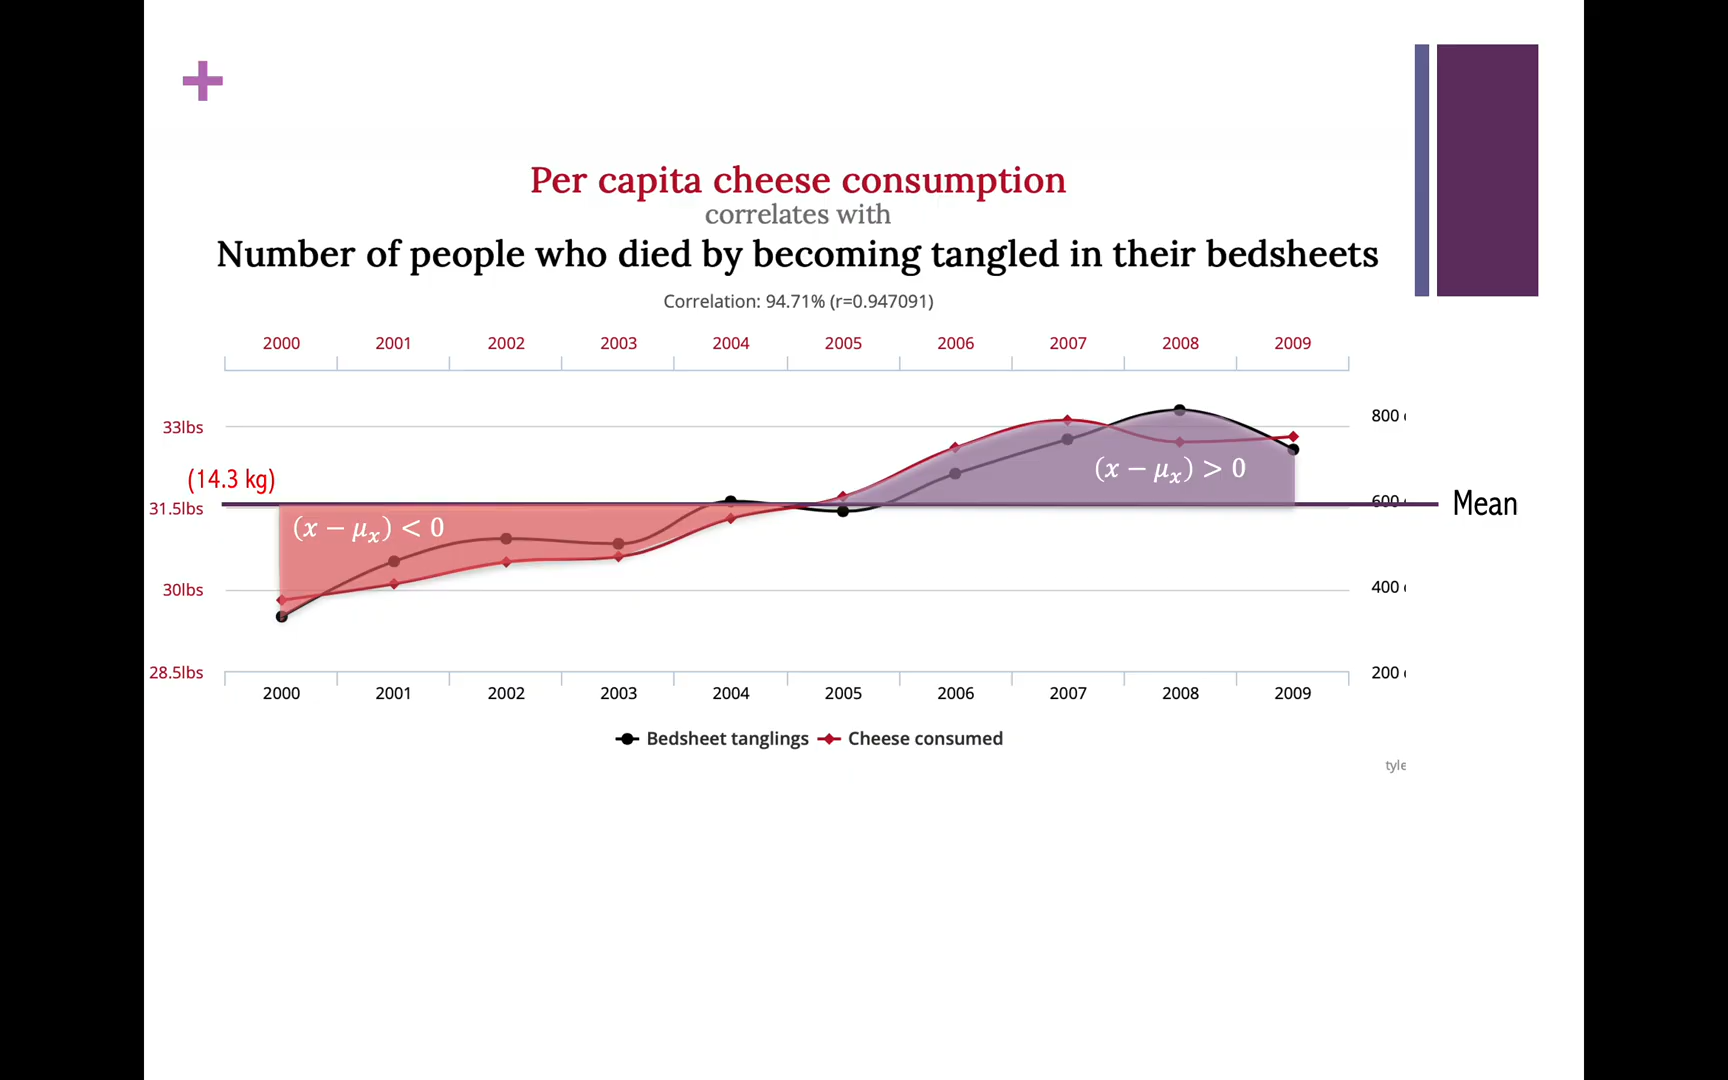 +
Per capita cheese consumption
correlates with
Number of people who died by becoming tangled in their bedsheets
Correlation: 94.71% (r=0.947091)
2000 2001 2002 2003 2004 2005 2006 2007 2008 2009
33lbs 800
(14.3 kg)
(x − μₓ) > 0
31.5lbs 600 Mean
(x − μₓ) < 0
30lbs 400
28.5lbs 200
2000 2001 2002 2003 2004 2005 2006 2007 2008 2009
Bedsheet tanglings Cheese consumed
tyle